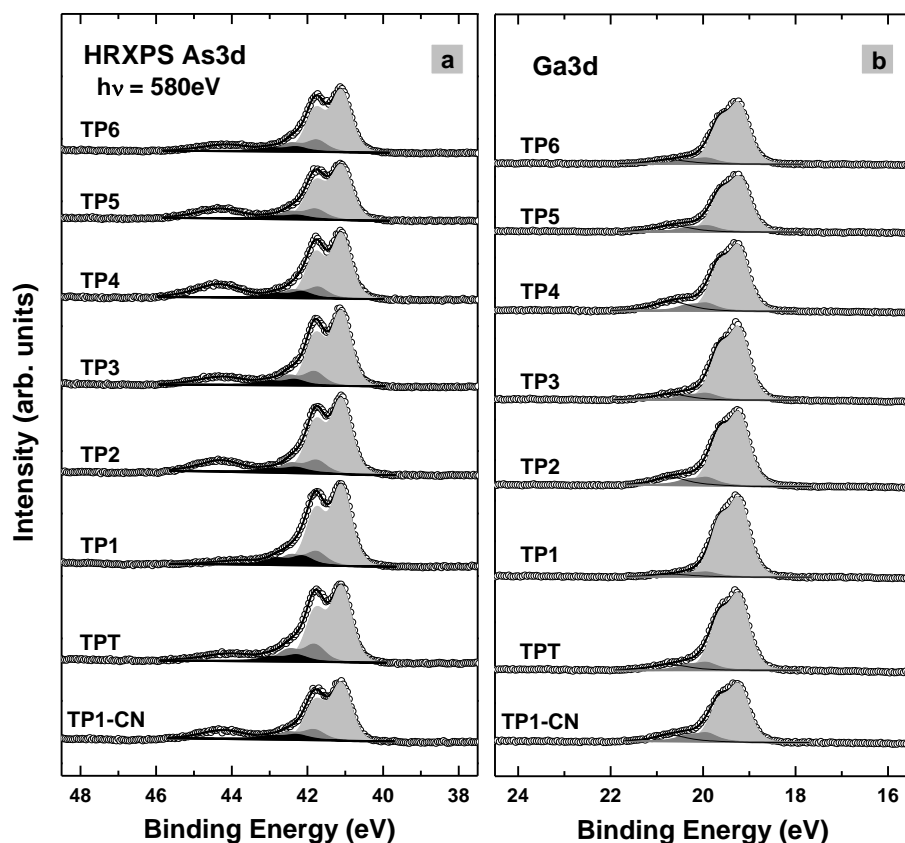 HRXPS As3d
hν = 580eV
a
TP6
TP5
TP4
TP3
TP2
TP1
TPT
TP1-CN
48 46 44 42 40 38
Binding Energy (eV)
Intensity (arb. units)
Ga3d
b
TP6
TP5
TP4
TP3
TP2
TP1
TPT
TP1-CN
24 22 20 18 16
Binding Energy (eV)